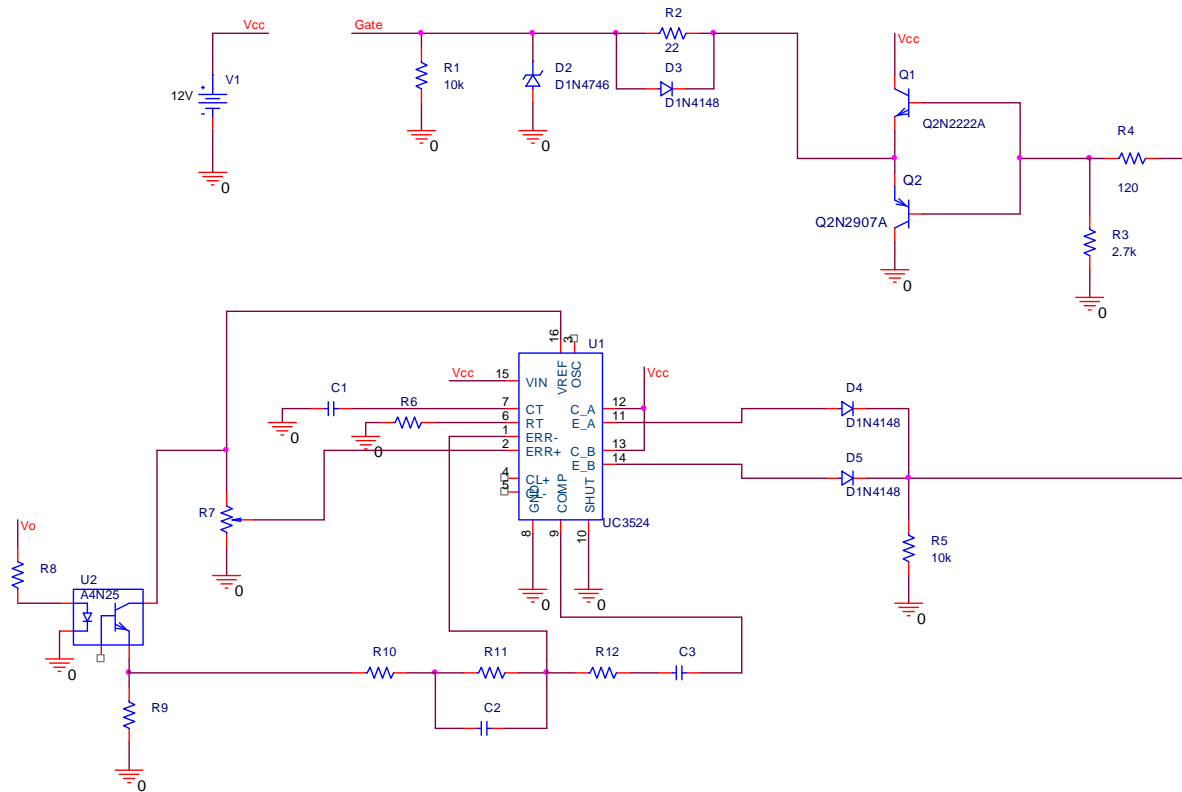 Vcc
Gate
V1
12V
0
R1
10k
0
D2
D1N4746
0
R2
22
D3
D1N4148
Vcc
Q1
Q2N2222A
Q2
Q2N2907A
0
R4
120
R3
2.7k
0
U1
UC3524
Vcc
15
VIN
16
VREF
3
OSC
C1
0
7
CT
R6
0
6
RT
1
ERR-
2
ERR+
4
CL+
5
CL-
GND
8
0
COMP
9
SHUT
10
0
12
C_A
11
E_A
13
C_B
14
E_B
Vcc
D4
D1N4148
D5
D1N4148
R5
10k
0
R7
0
Vo
R8
U2
A4N25
0
R9
0
R10
R11
C2
R12
C3